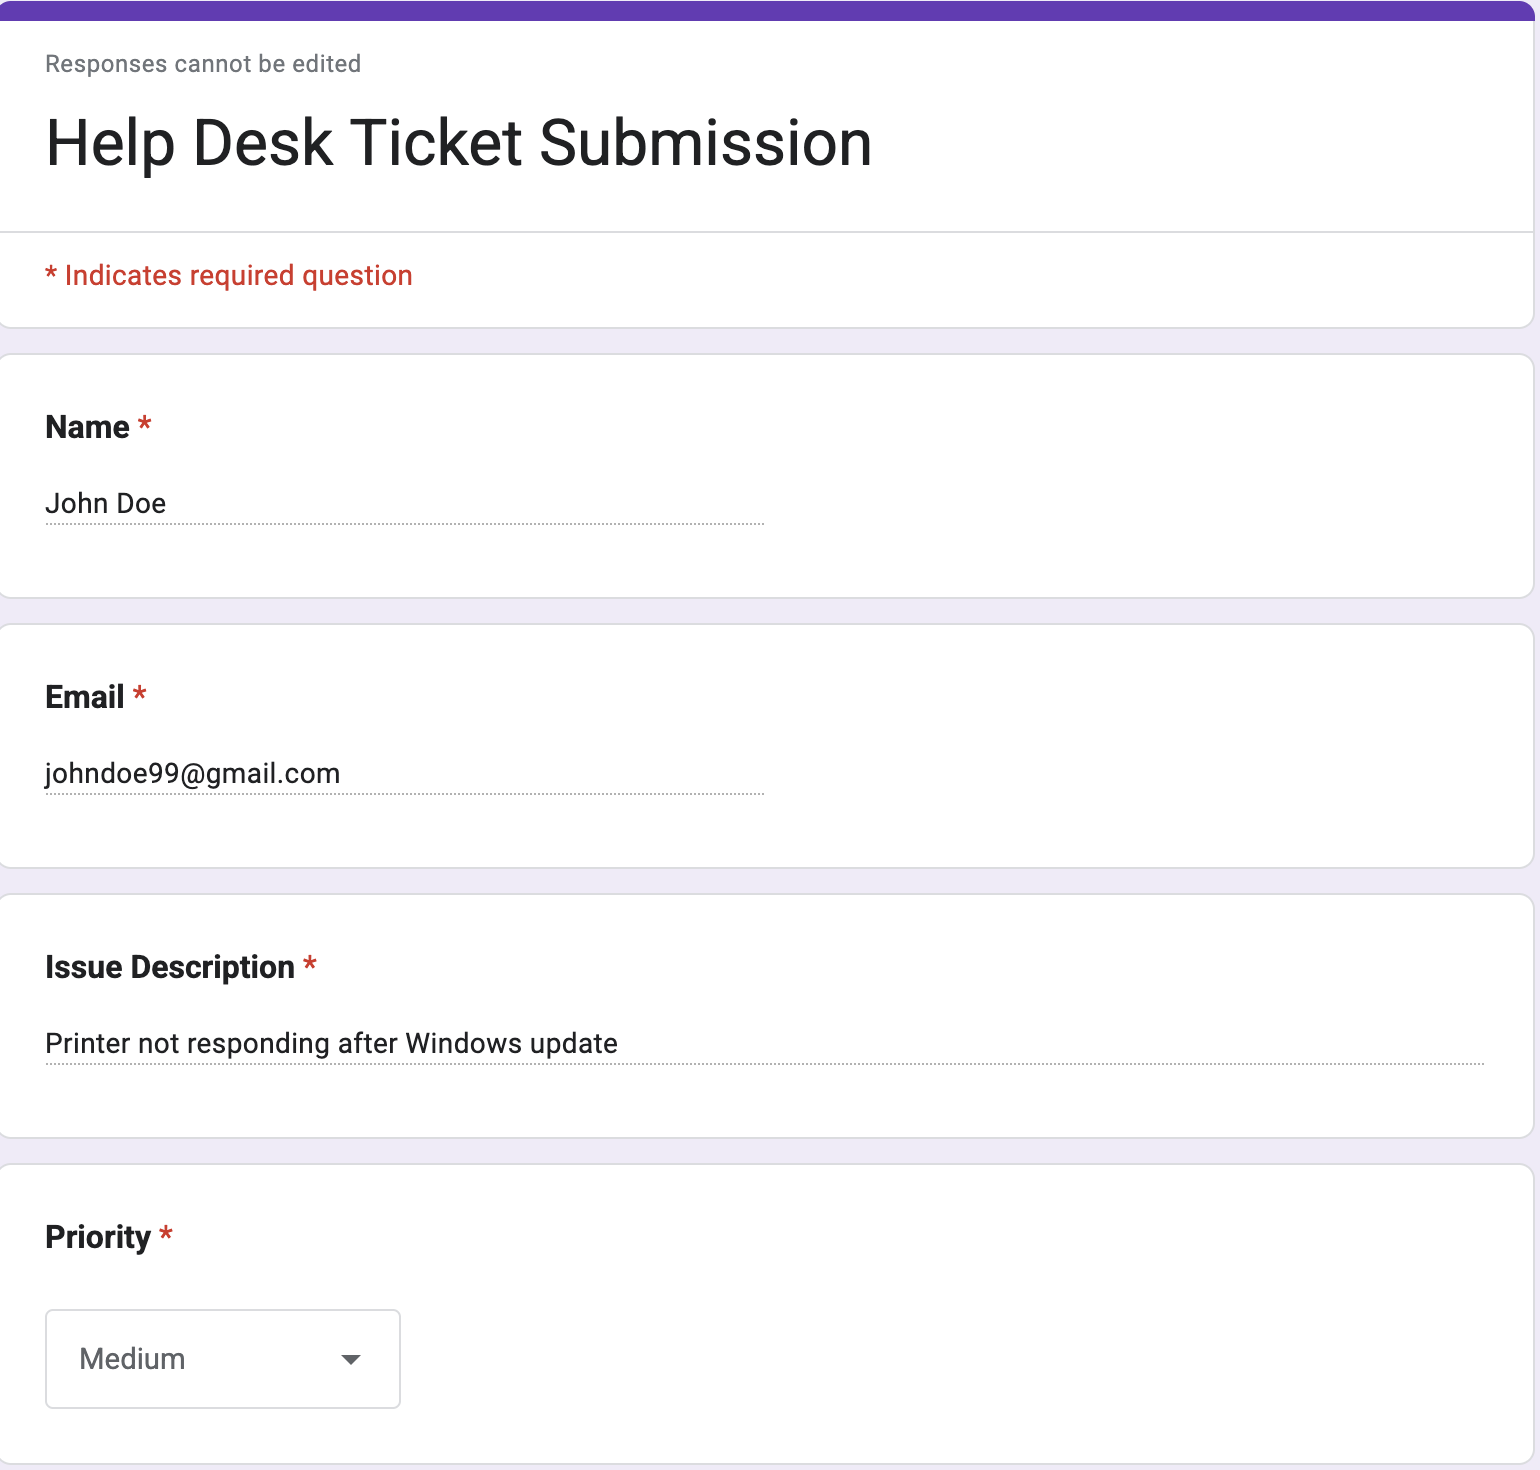 Responses cannot be edited
Help Desk Ticket Submission
* Indicates required question
Name *
John Doe
Email *
johndoe99@gmail.com
Issue Description *
Printer not responding after Windows update
Priority *
Medium